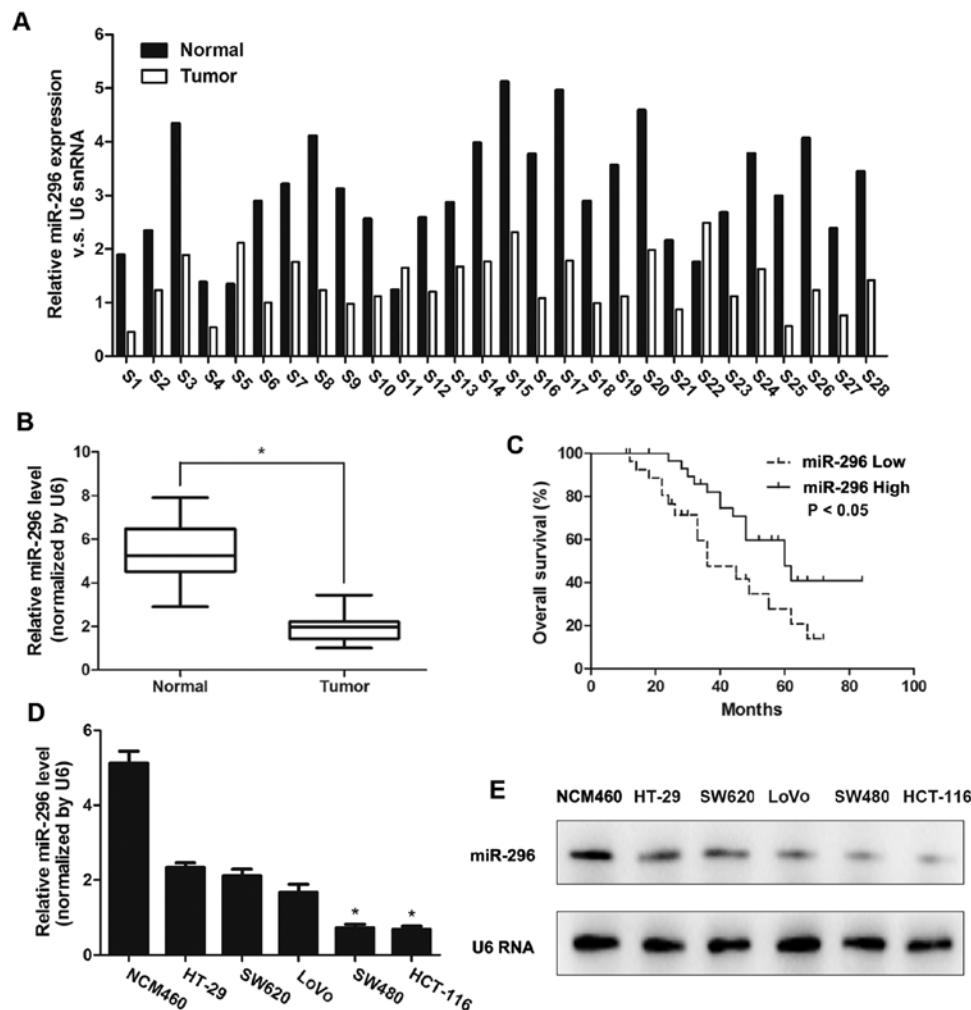 A
Normal
Tumor
Relative miR-296 expression
v.s. U6 snRNA
6
5
4
3
2
1
0
S1 S2 S3 S4 S5 S6 S7 S8 S9 S10 S11 S12 S13 S14 S15 S16 S17 S18 S19 S20 S21 S22 S23 S24 S25 S26 S27 S28
B
Relative miR-296 level
(normalized by U6)
10
8
6
4
2
0
*
Normal Tumor
C
Overall survival (%)
100
80
60
40
20
0
miR-296 Low
miR-296 High
P < 0.05
0 20 40 60 80 100
Months
D
Relative miR-296 level
(normalized by U6)
6
4
2
0
* *
NCM460 HT-29 SW620 LoVo SW480 HCT-116
E
NCM460 HT-29 SW620 LoVo SW480 HCT-116
miR-296
U6 RNA